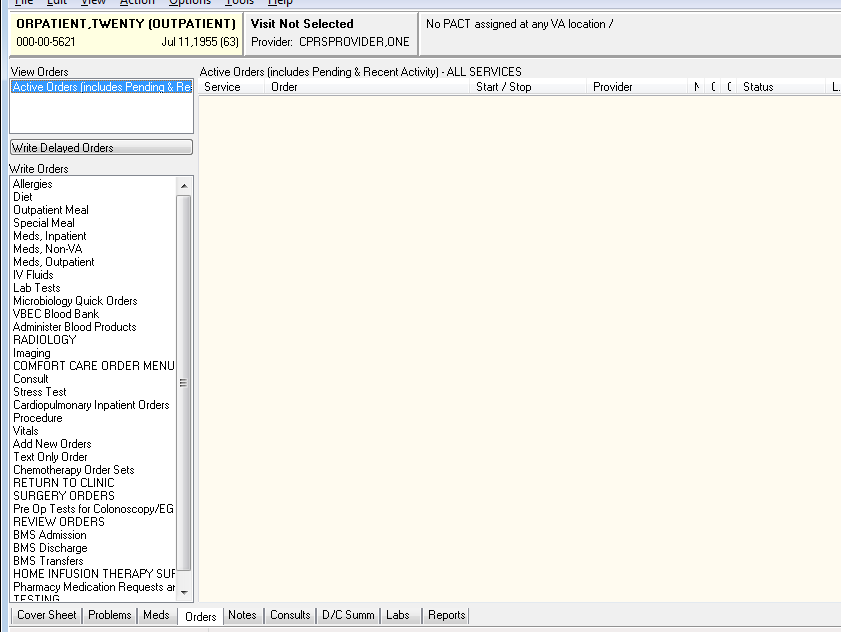 File Edit View Action Options Tools Help
ORPATIENT,TWENTY (OUTPATIENT)
000-00-5621 Jul 11,1955 (63)
Visit Not Selected
Provider: CPRSPROVIDER,ONE
No PACT assigned at any VA location /
View Orders
Active Orders (includes Pending & Re
Write Delayed Orders
Write Orders
Allergies
Diet
Outpatient Meal
Special Meal
Meds, Inpatient
Meds, Non-VA
Meds, Outpatient
IV Fluids
Lab Tests
Microbiology Quick Orders
VBEC Blood Bank
Administer Blood Products
RADIOLOGY
Imaging
COMFORT CARE ORDER MENU
Consult
Stress Test
Cardiopulmonary Inpatient Orders
Procedure
Vitals
Add New Orders
Text Only Order
Chemotherapy Order Sets
RETURN TO CLINIC
SURGERY ORDERS
Pre Op Tests for Colonoscopy/EG
REVIEW ORDERS
BMS Admission
BMS Discharge
BMS Transfers
HOME INFUSION THERAPY SUF
Pharmacy Medication Requests ar
TESTING
Active Orders (includes Pending & Recent Activity) - ALL SERVICES
Service Order Start / Stop Provider N C C Status L.
Cover Sheet Problems Meds Orders Notes Consults D/C Summ Labs Reports